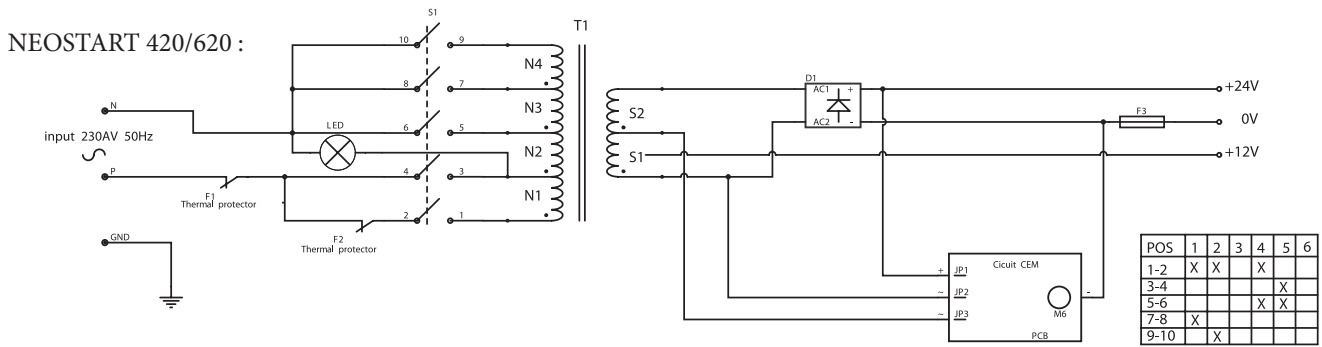 NEOSTART 420/620 :
S1
T1
10
9
N4
8
7
N3
6
5
N2
4
3
N1
2
1
N
LED
input 230AV 50Hz
P
F1
Thermal protector
F2
Thermal protector
GND
S2
S1
D1
AC1
+
AC2
-
+24V
F3
0V
+12V
Cicuit CEM
+
JP1
~
JP2
~
JP3
-
M6
PCB
POS 1 2 3 4 5 6
1-2 X X X
3-4 X
5-6 X X
7-8 X
9-10 X